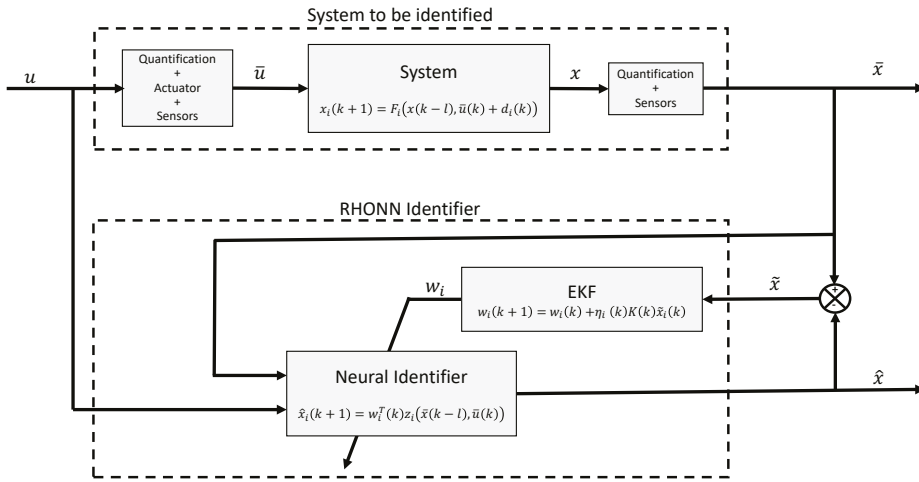 System to be identified
u
Quantification
+
Actuator
+
Sensors
ū
System
x_i(k+1) = F_i(x(k−l), ū(k) + d_i(k))
x
Quantification
+
Sensors
x̄
RHONN Identifier
w_i
EKF
w_i(k+1) = w_i(k) + η_i(k)K(k)x̃_i(k)
x̃
+
-
Neural Identifier
x̂_i(k+1) = w_i^T(k)z_i(x̄(k−l), ū(k))
x̂